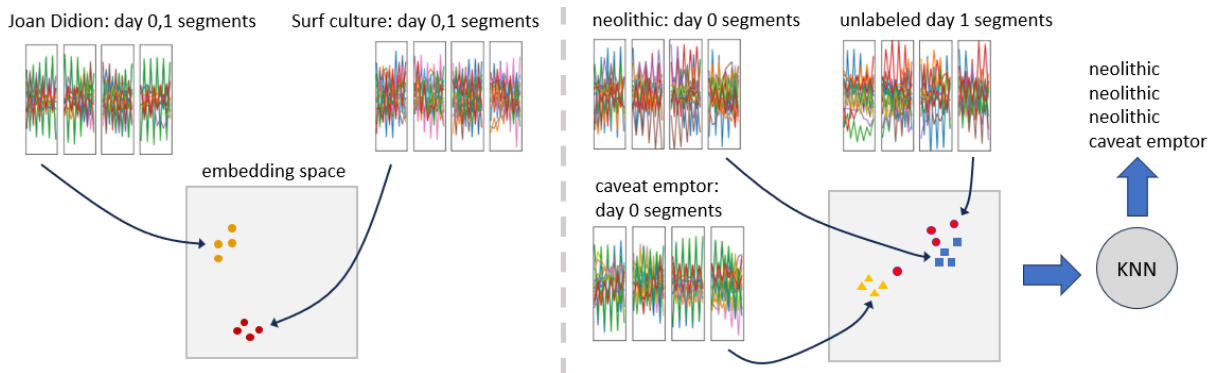 Joan Didion: day 0,1 segments
Surf culture: day 0,1 segments
embedding space
neolithic: day 0 segments
unlabeled day 1 segments
caveat emptor:
day 0 segments
neolithic
neolithic
neolithic
caveat emptor
KNN